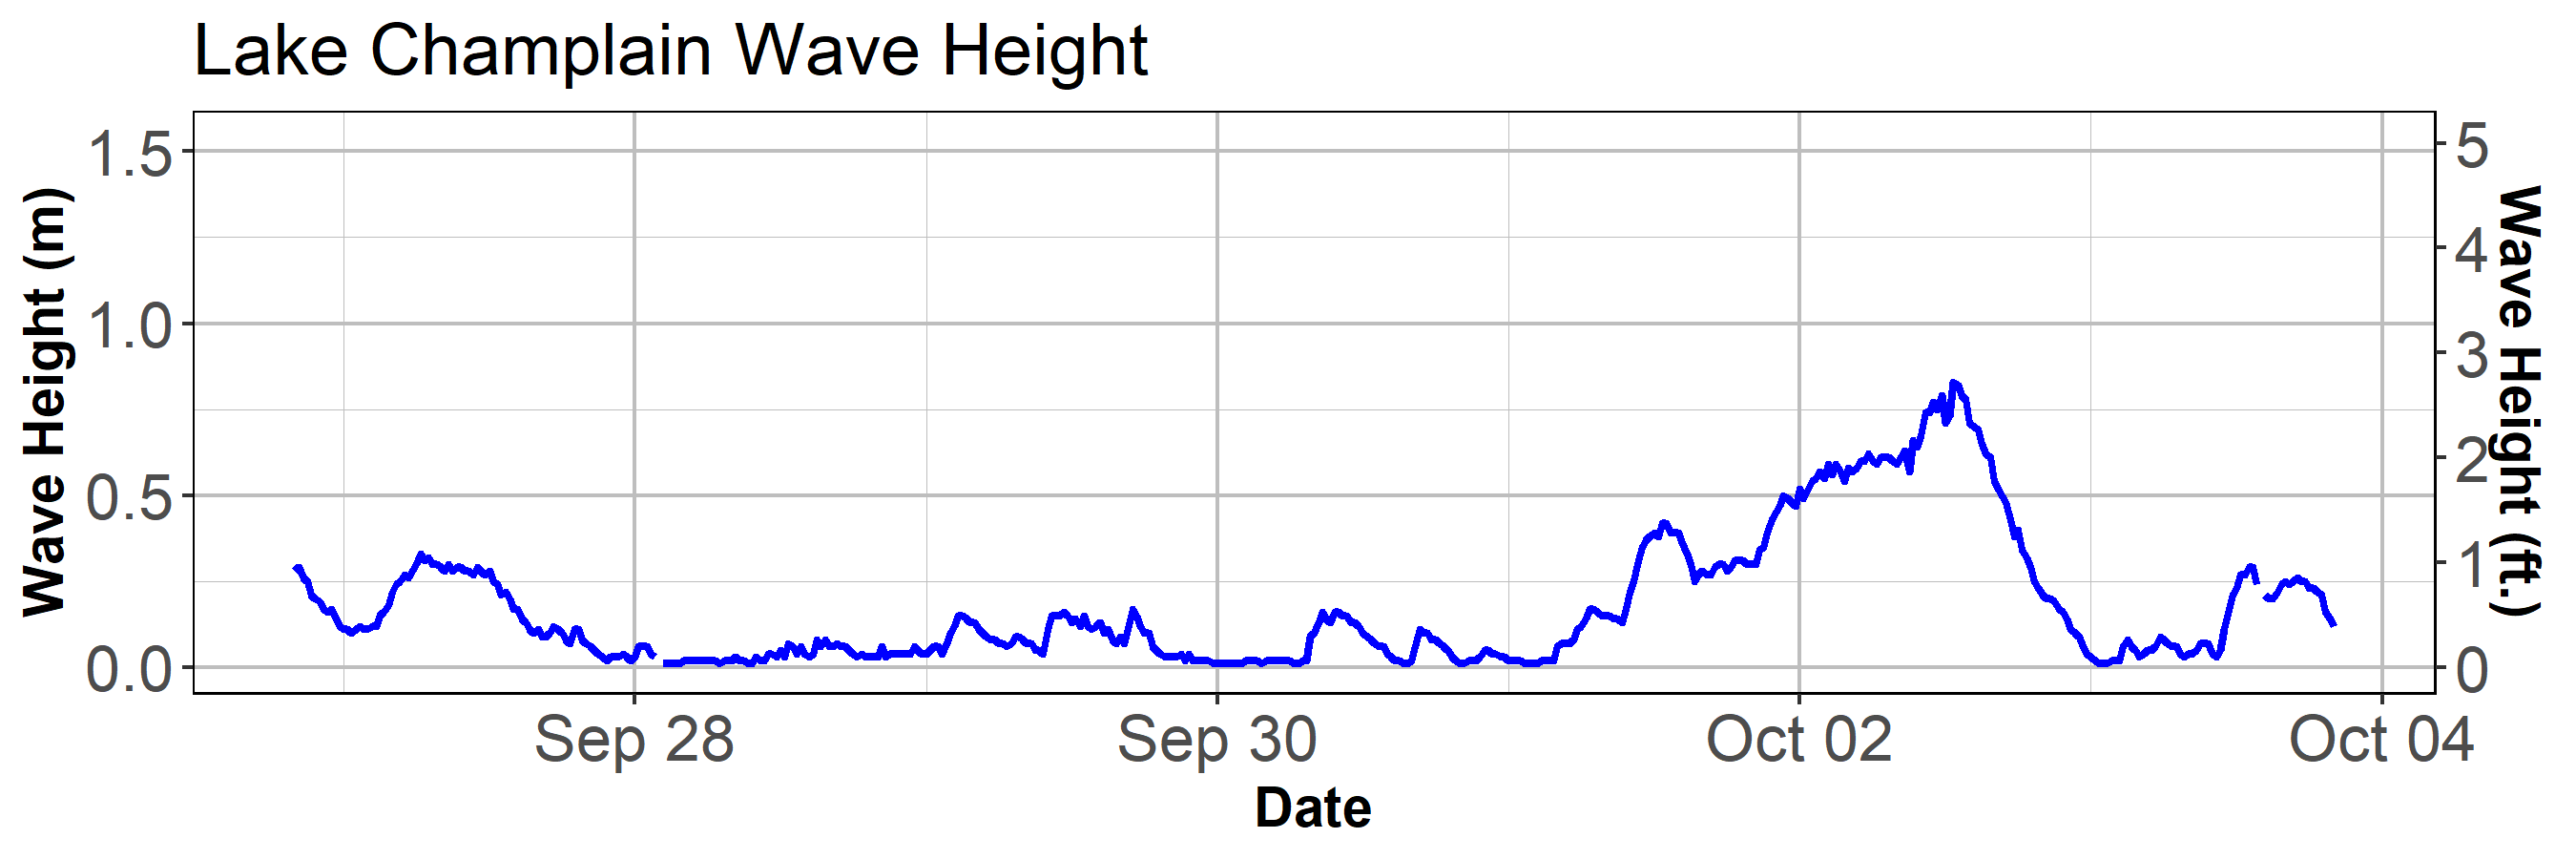 Lake Champlain Wave Height
Wave Height (m)
1.5
1.0
0.5
0.0
5
4
3
2
1
0
Wave Height (ft.)
Sep 28
Sep 30
Oct 02
Oct 04
Date